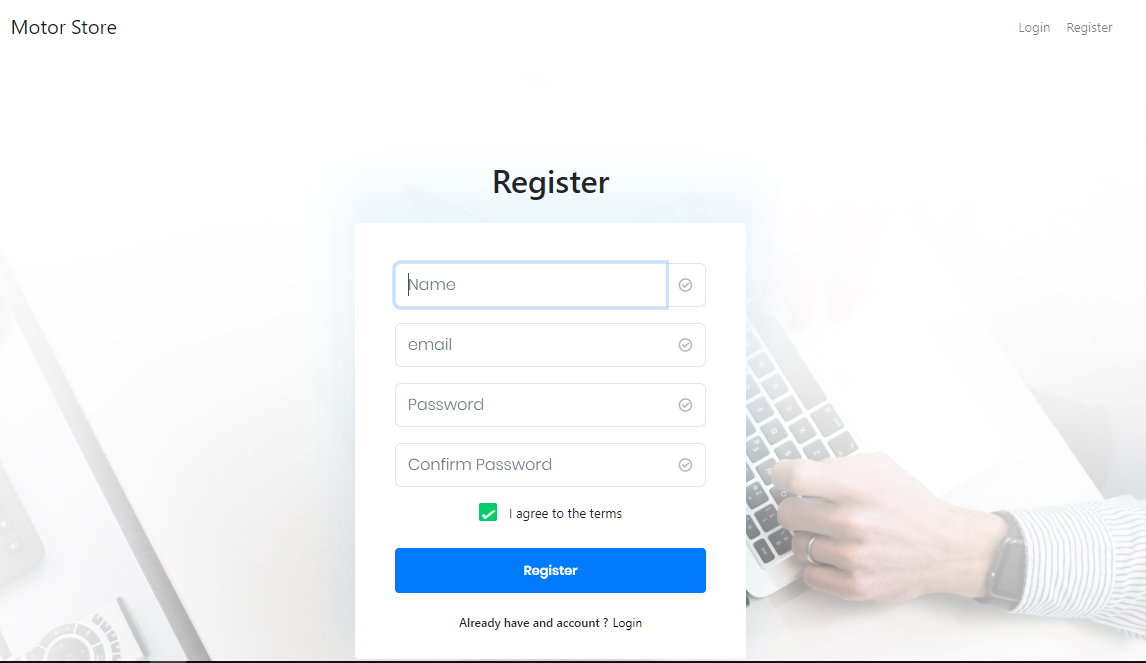 Motor Store
Login Register
Register
Name
email
Password
Confirm Password
I agree to the terms
Register
Already have and account ? Login